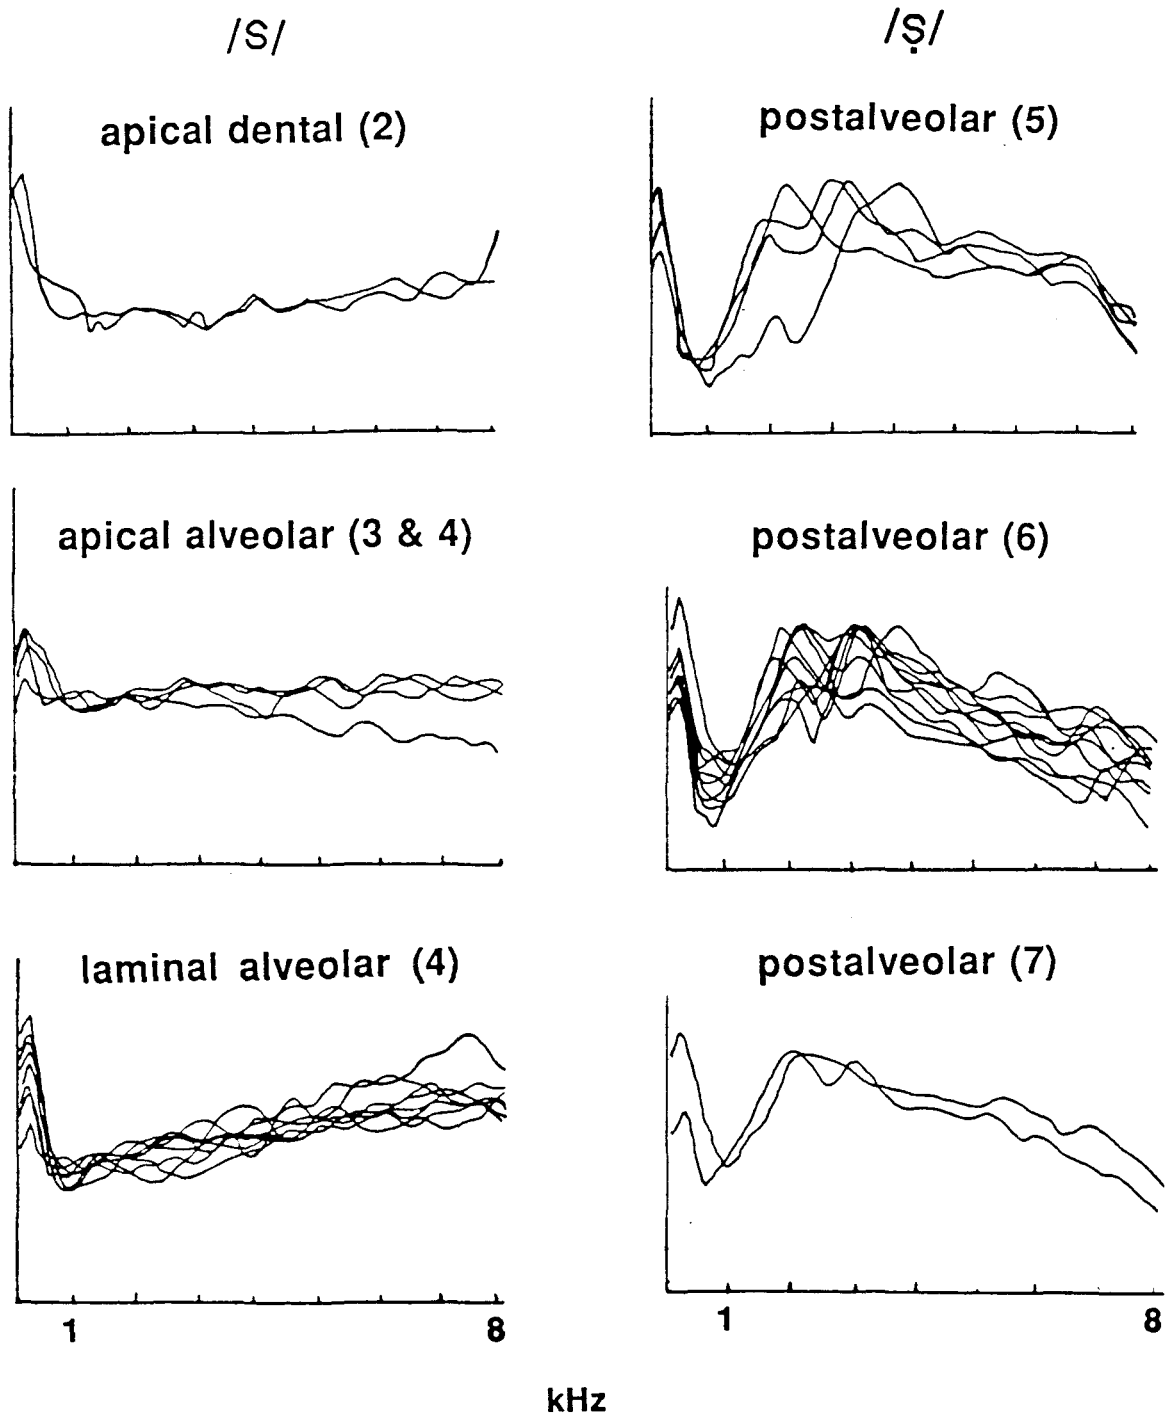 /s/
/ṣ/
apical dental (2)
postalveolar (5)
apical alveolar (3 & 4)
postalveolar (6)
laminal alveolar (4)
postalveolar (7)
1
8
1
8
kHz